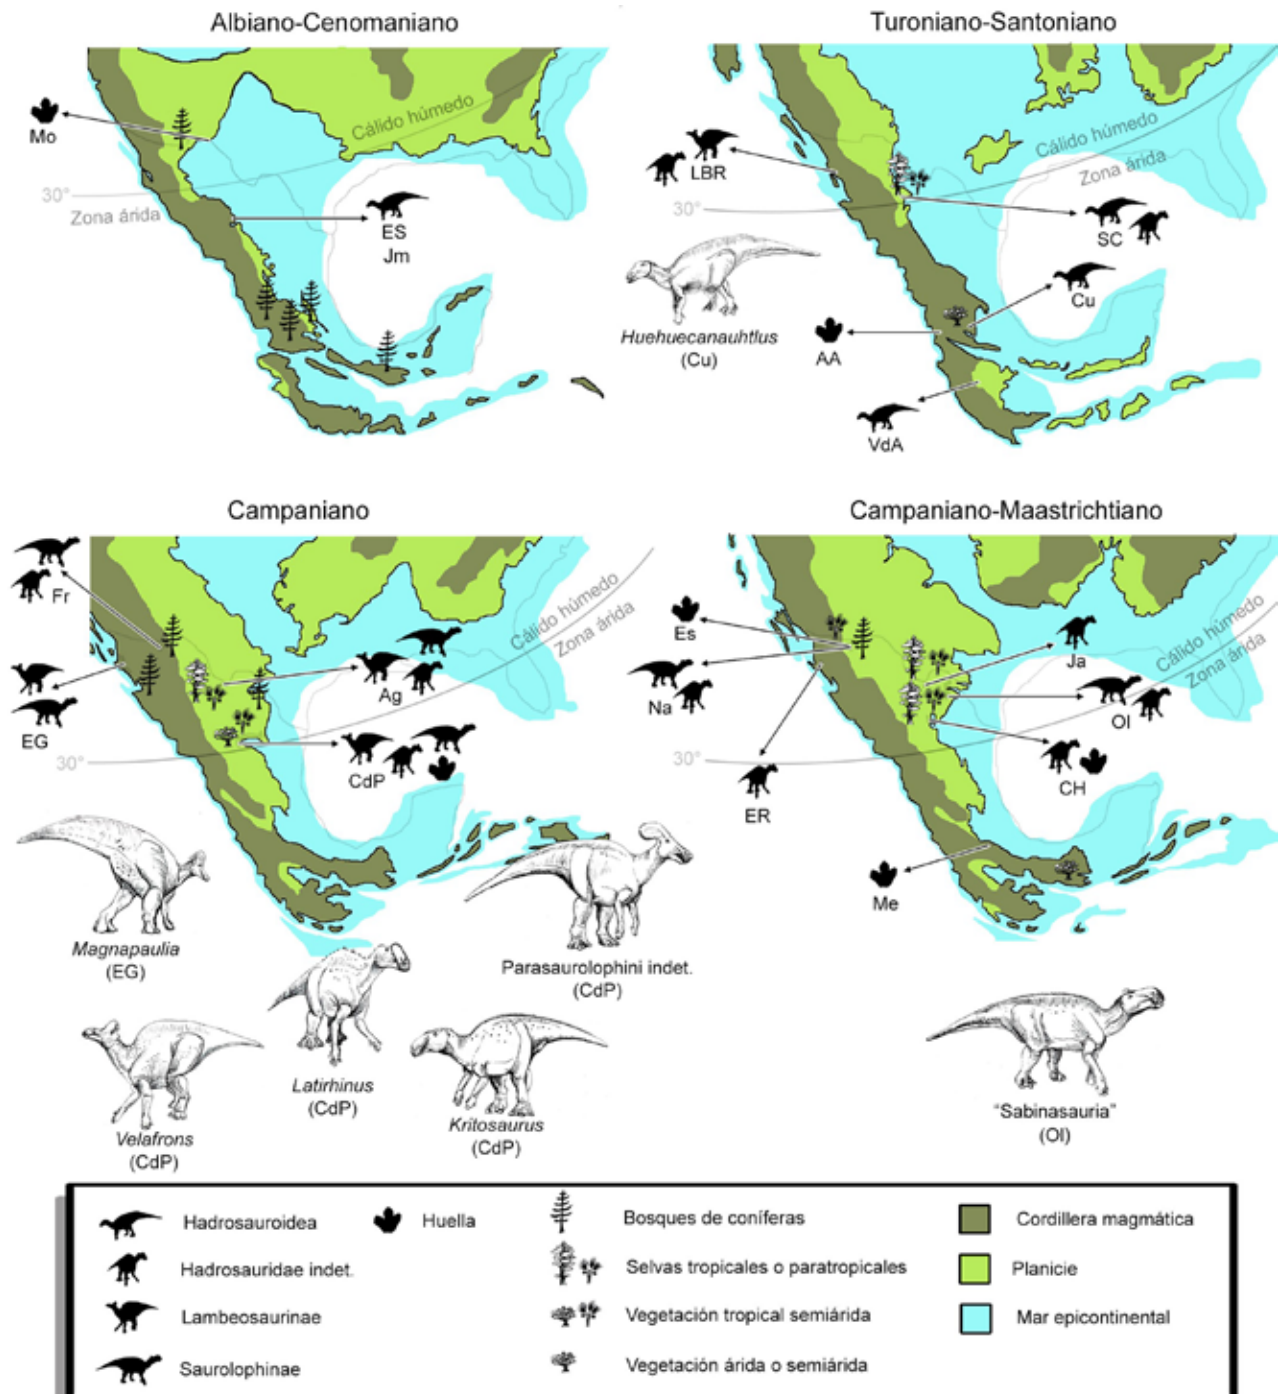 Albiano-Cenomaniano
Mo
Cálido húmedo
30°
Zona árida
ES
Jm
Turoniano-Santoniano
LBR
Cálido húmedo
Zona árida
30°
SC
Cu
Huehuecanauhtlus
(Cu)
AA
VdA
Campaniano
Fr
Cálido húmedo
Zona árida
Ag
EG
CdP
30°
Magnapaulia
(EG)
Parasaurolophini indet.
(CdP)
Latirhinus
(CdP)
Velafrons
(CdP)
Kritosaurus
(CdP)
Campaniano-Maastrichtiano
Es
Ja
Cálido húmedo
Zona árida
Na
OI
30°
CH
ER
Me
"Sabinasauria"
(OI)
Hadrosauroidea
Huella
Bosques de coníferas
Cordillera magmática
Hadrosauridae indet.
Selvas tropicales o paratropicales
Planicie
Lambeosaurinae
Vegetación tropical semiárida
Mar epicontinental
Saurolophinae
Vegetación árida o semiárida